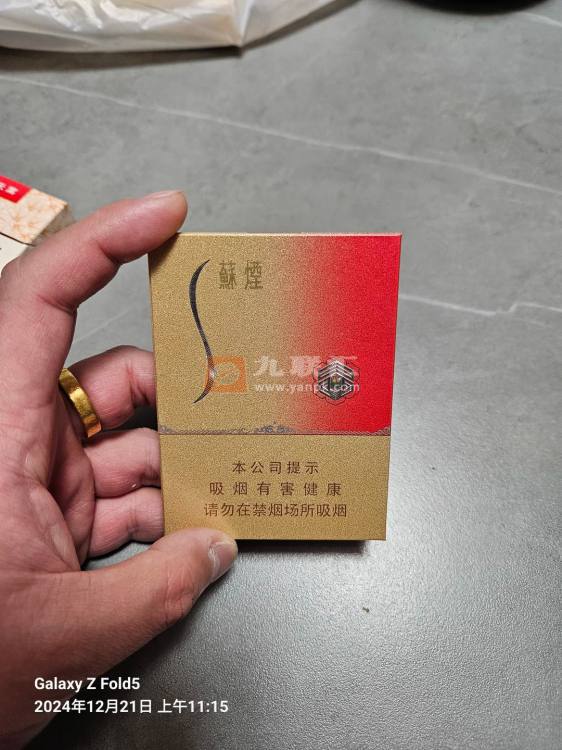 蘇煙
九联汇
www.yanpk.com
本公司提示
吸烟有害健康
请勿在禁烟场所吸烟
Galaxy Z Fold5
2024年12月21日 上午11:15